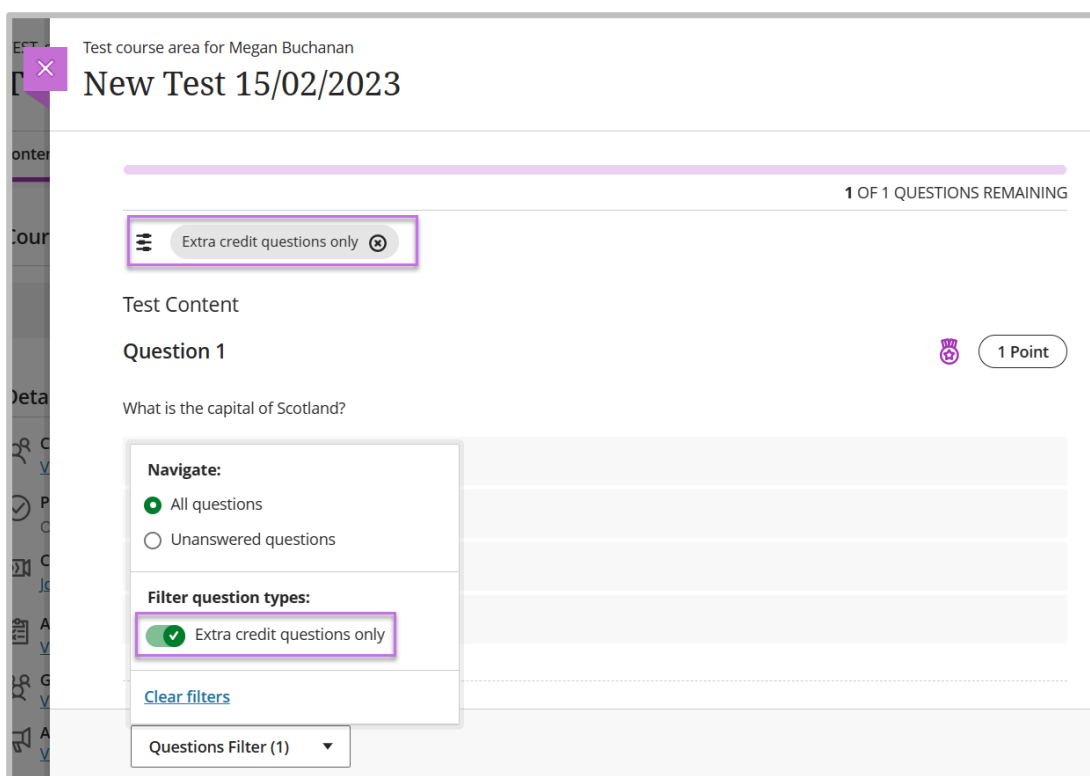 Test course area for Megan Buchanan
New Test 15/02/2023
1 OF 1 QUESTIONS REMAINING
Extra credit questions only
Test Content
Question 1
1 Point
What is the capital of Scotland?
Navigate:
All questions
Unanswered questions
Filter question types:
Extra credit questions only
Clear filters
Questions Filter (1)